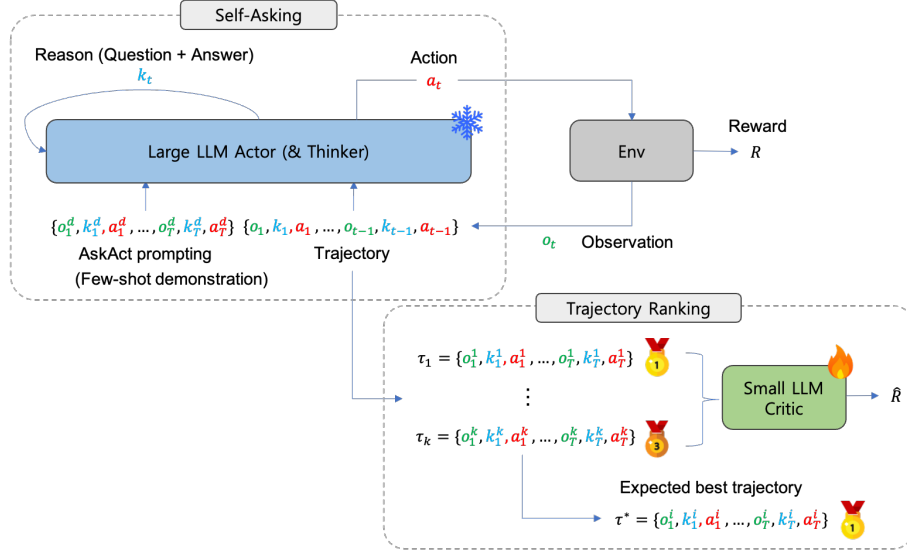 Self-Asking
Reason (Question + Answer)
k_t
Action
a_t
Large LLM Actor (& Thinker)
Env
Reward
R
{o_1^d, k_1^d, a_1^d, …, o_T^d, k_T^d, a_T^d} {o_1, k_1, a_1, …, o_{t-1}, k_{t-1}, a_{t-1}}
o_t Observation
AskAct prompting
(Few-shot demonstration)
Trajectory
Trajectory Ranking
τ_1 = {o_1^1, k_1^1, a_1^1, …, o_T^1, k_T^1, a_T^1}
1
⋮
Small LLM
Critic
R̂
τ_k = {o_1^k, k_1^k, a_1^k, …, o_T^k, k_T^k, a_T^k}
3
Expected best trajectory
τ* = {o_1^i, k_1^i, a_1^i, …, o_T^i, k_T^i, a_T^i}
1